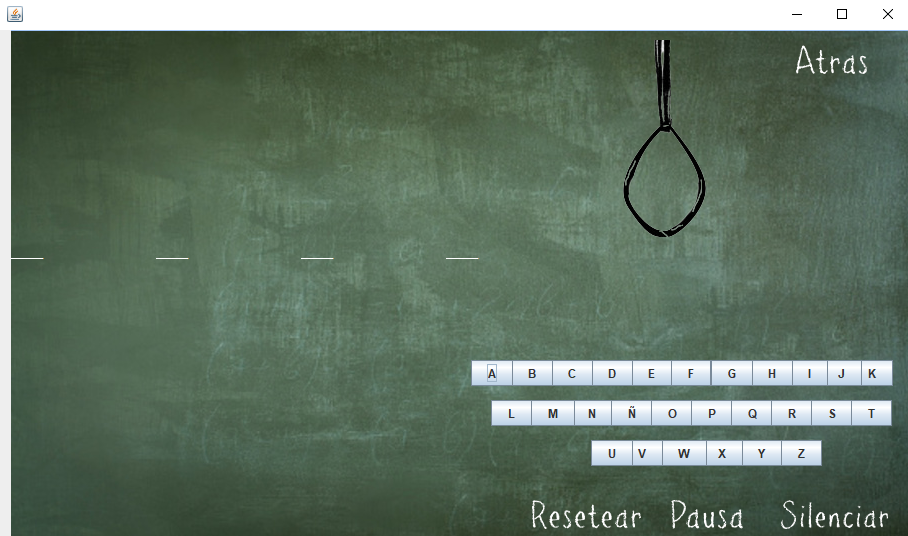 Atras
A B C D E F G H I J K
L M N Ñ O P Q R S T
U V W X Y Z
Resetear Pausa Silenciar